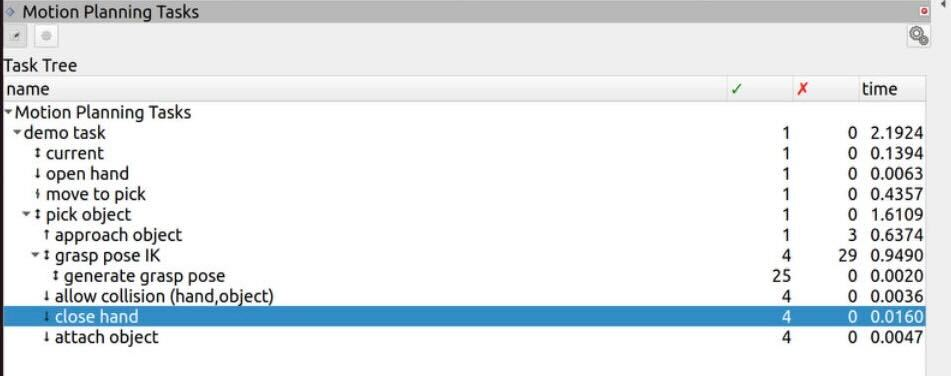 Motion Planning Tasks
Task Tree
name ✓ ✗ time
Motion Planning Tasks
demo task 1 0 2.1924
current 1 0 0.1394
open hand 1 0 0.0063
move to pick 1 0 0.4357
pick object 1 0 1.6109
approach object 1 3 0.6374
grasp pose IK 4 29 0.9490
generate grasp pose 25 0 0.0020
allow collision (hand,object) 4 0 0.0036
close hand 4 0 0.0160
attach object 4 0 0.0047